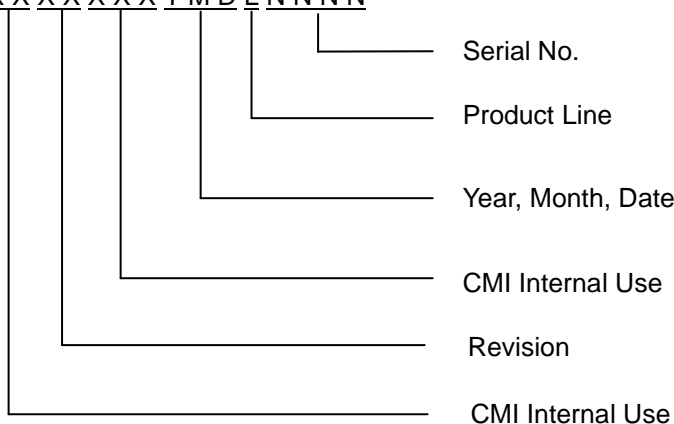 X X X X X X X Y M D L N N N N
Serial No.
Product Line
Year, Month, Date
CMI Internal Use
Revision
CMI Internal Use